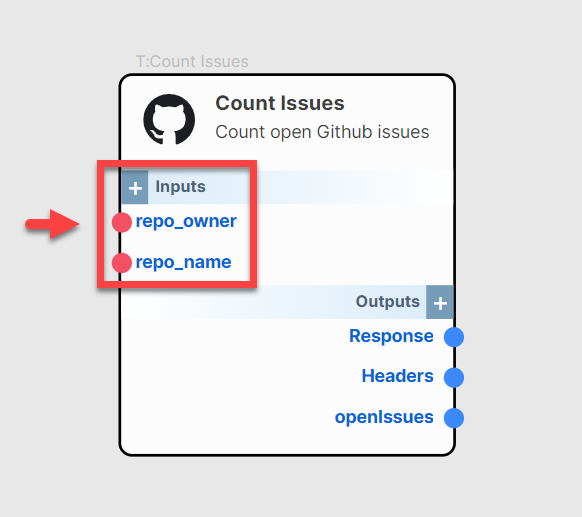 T:Count Issues
Count Issues
Count open Github issues
+ Inputs
repo_owner
repo_name
Outputs +
Response
Headers
openIssues